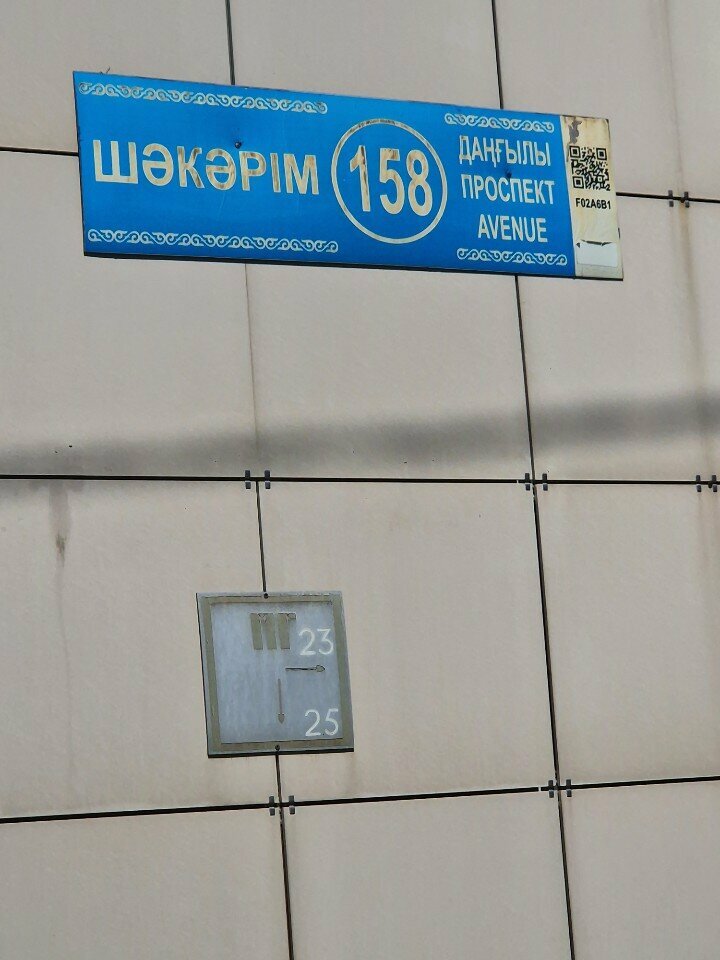 ШӘКӘРІМ
158
ДАҢҒЫЛЫ
ПРОСПЕКТ
AVENUE
F02A6B1
ПГ
23
25